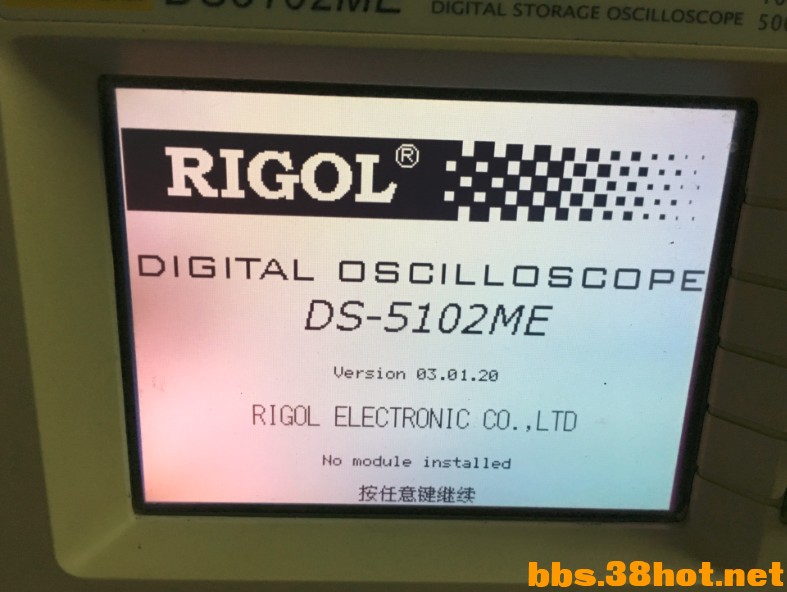 DS5102ME
DIGITAL STORAGE OSCILLOSCOPE
RIGOL®
DIGITAL OSCILLOSCOPE
DS-5102ME
Version 03.01.20
RIGOL ELECTRONIC CO.,LTD
No module installed
按任意键继续
bbs.38hot.net